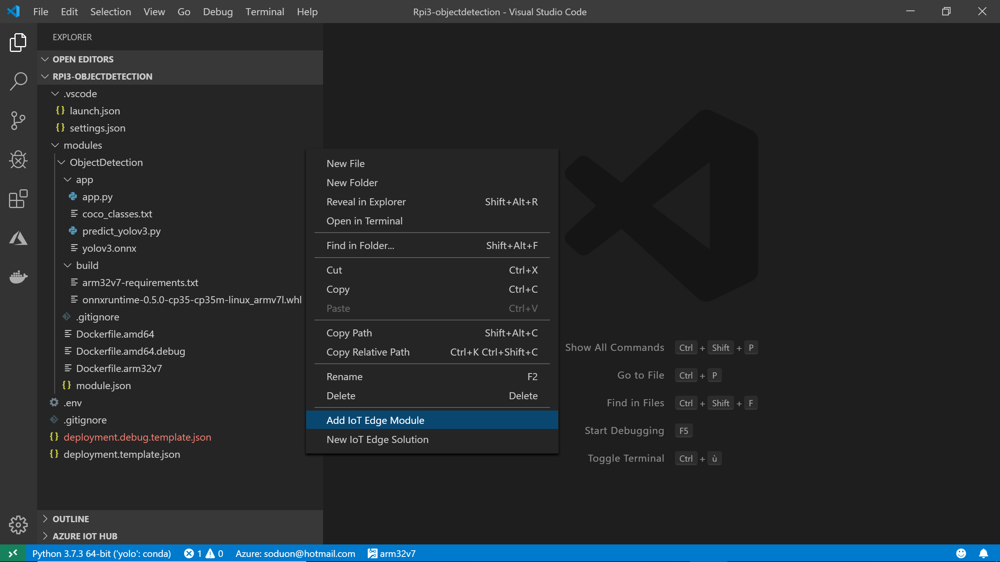 File Edit Selection View Go Debug Terminal Help
Rpi3-objectdetection - Visual Studio Code
EXPLORER
OPEN EDITORS
RPI3-OBJECTDETECTION
.vscode
{} launch.json
{} settings.json
modules
ObjectDetection
app
app.py
coco_classes.txt
predict_yolov3.py
yolov3.onnx
build
arm32v7-requirements.txt
onnxruntime-0.5.0-cp35-cp35m-linux_armv7l.whl
.gitignore
Dockerfile.amd64
Dockerfile.amd64.debug
Dockerfile.arm32v7
{} module.json
.env
.gitignore
{} deployment.debug.template.json
{} deployment.template.json
OUTLINE
AZURE IOT HUB
New File
New Folder
Reveal in Explorer Shift+Alt+R
Open in Terminal
Find in Folder... Shift+Alt+F
Cut Ctrl+X
Copy Ctrl+C
Paste Ctrl+V
Copy Path Shift+Alt+C
Copy Relative Path Ctrl+K Ctrl+Shift+C
Rename F2
Delete Delete
Add IoT Edge Module
New IoT Edge Solution
Show All Commands Ctrl + Shift + P
Go to File Ctrl + P
Find in Files Ctrl + Shift + F
Start Debugging F5
Toggle Terminal Ctrl + ù
Python 3.7.3 64-bit ('yolo': conda) 1 0 Azure: soduon@hotmail.com arm32v7